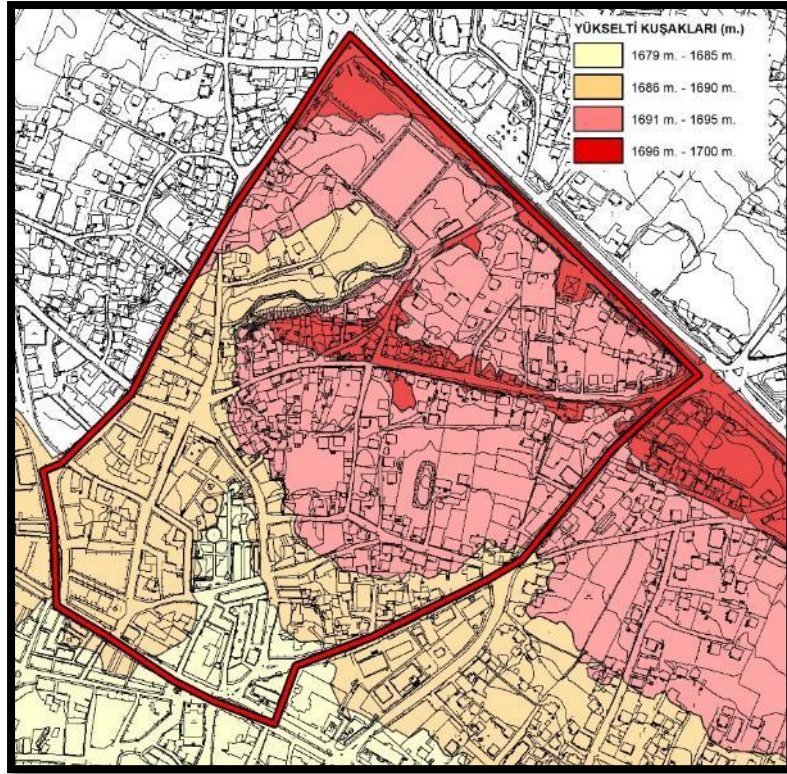 YÜKSELTİ KUŞAKLARI (m.)
1679 m. - 1685 m.
1686 m. - 1690 m.
1691 m. - 1695 m.
1696 m. - 1700 m.